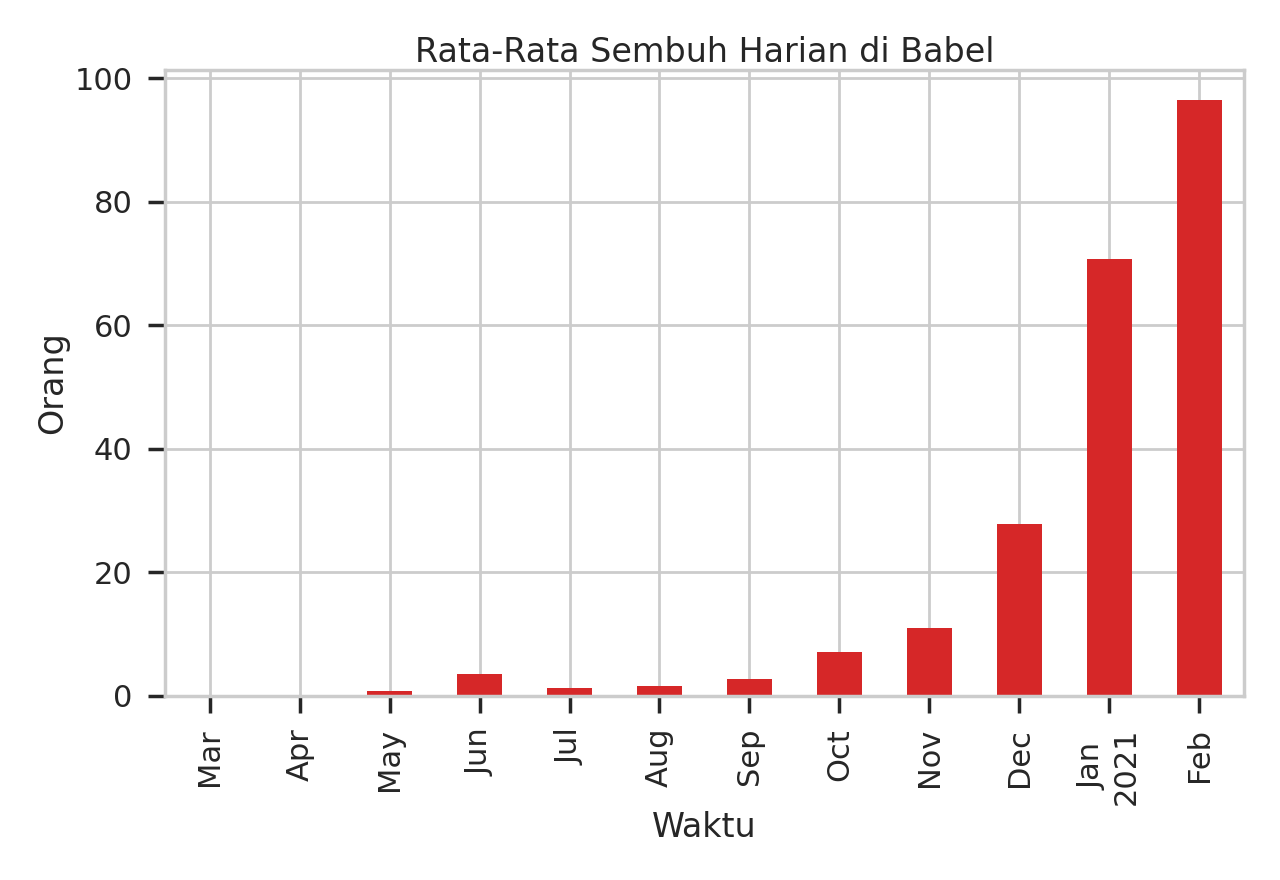 Rata-Rata Sembuh Harian di Babel
100
80
60
40
20
0
Orang
Mar
Apr
May
Jun
Jul
Aug
Sep
Oct
Nov
Dec
Jan
2021
Feb
Waktu